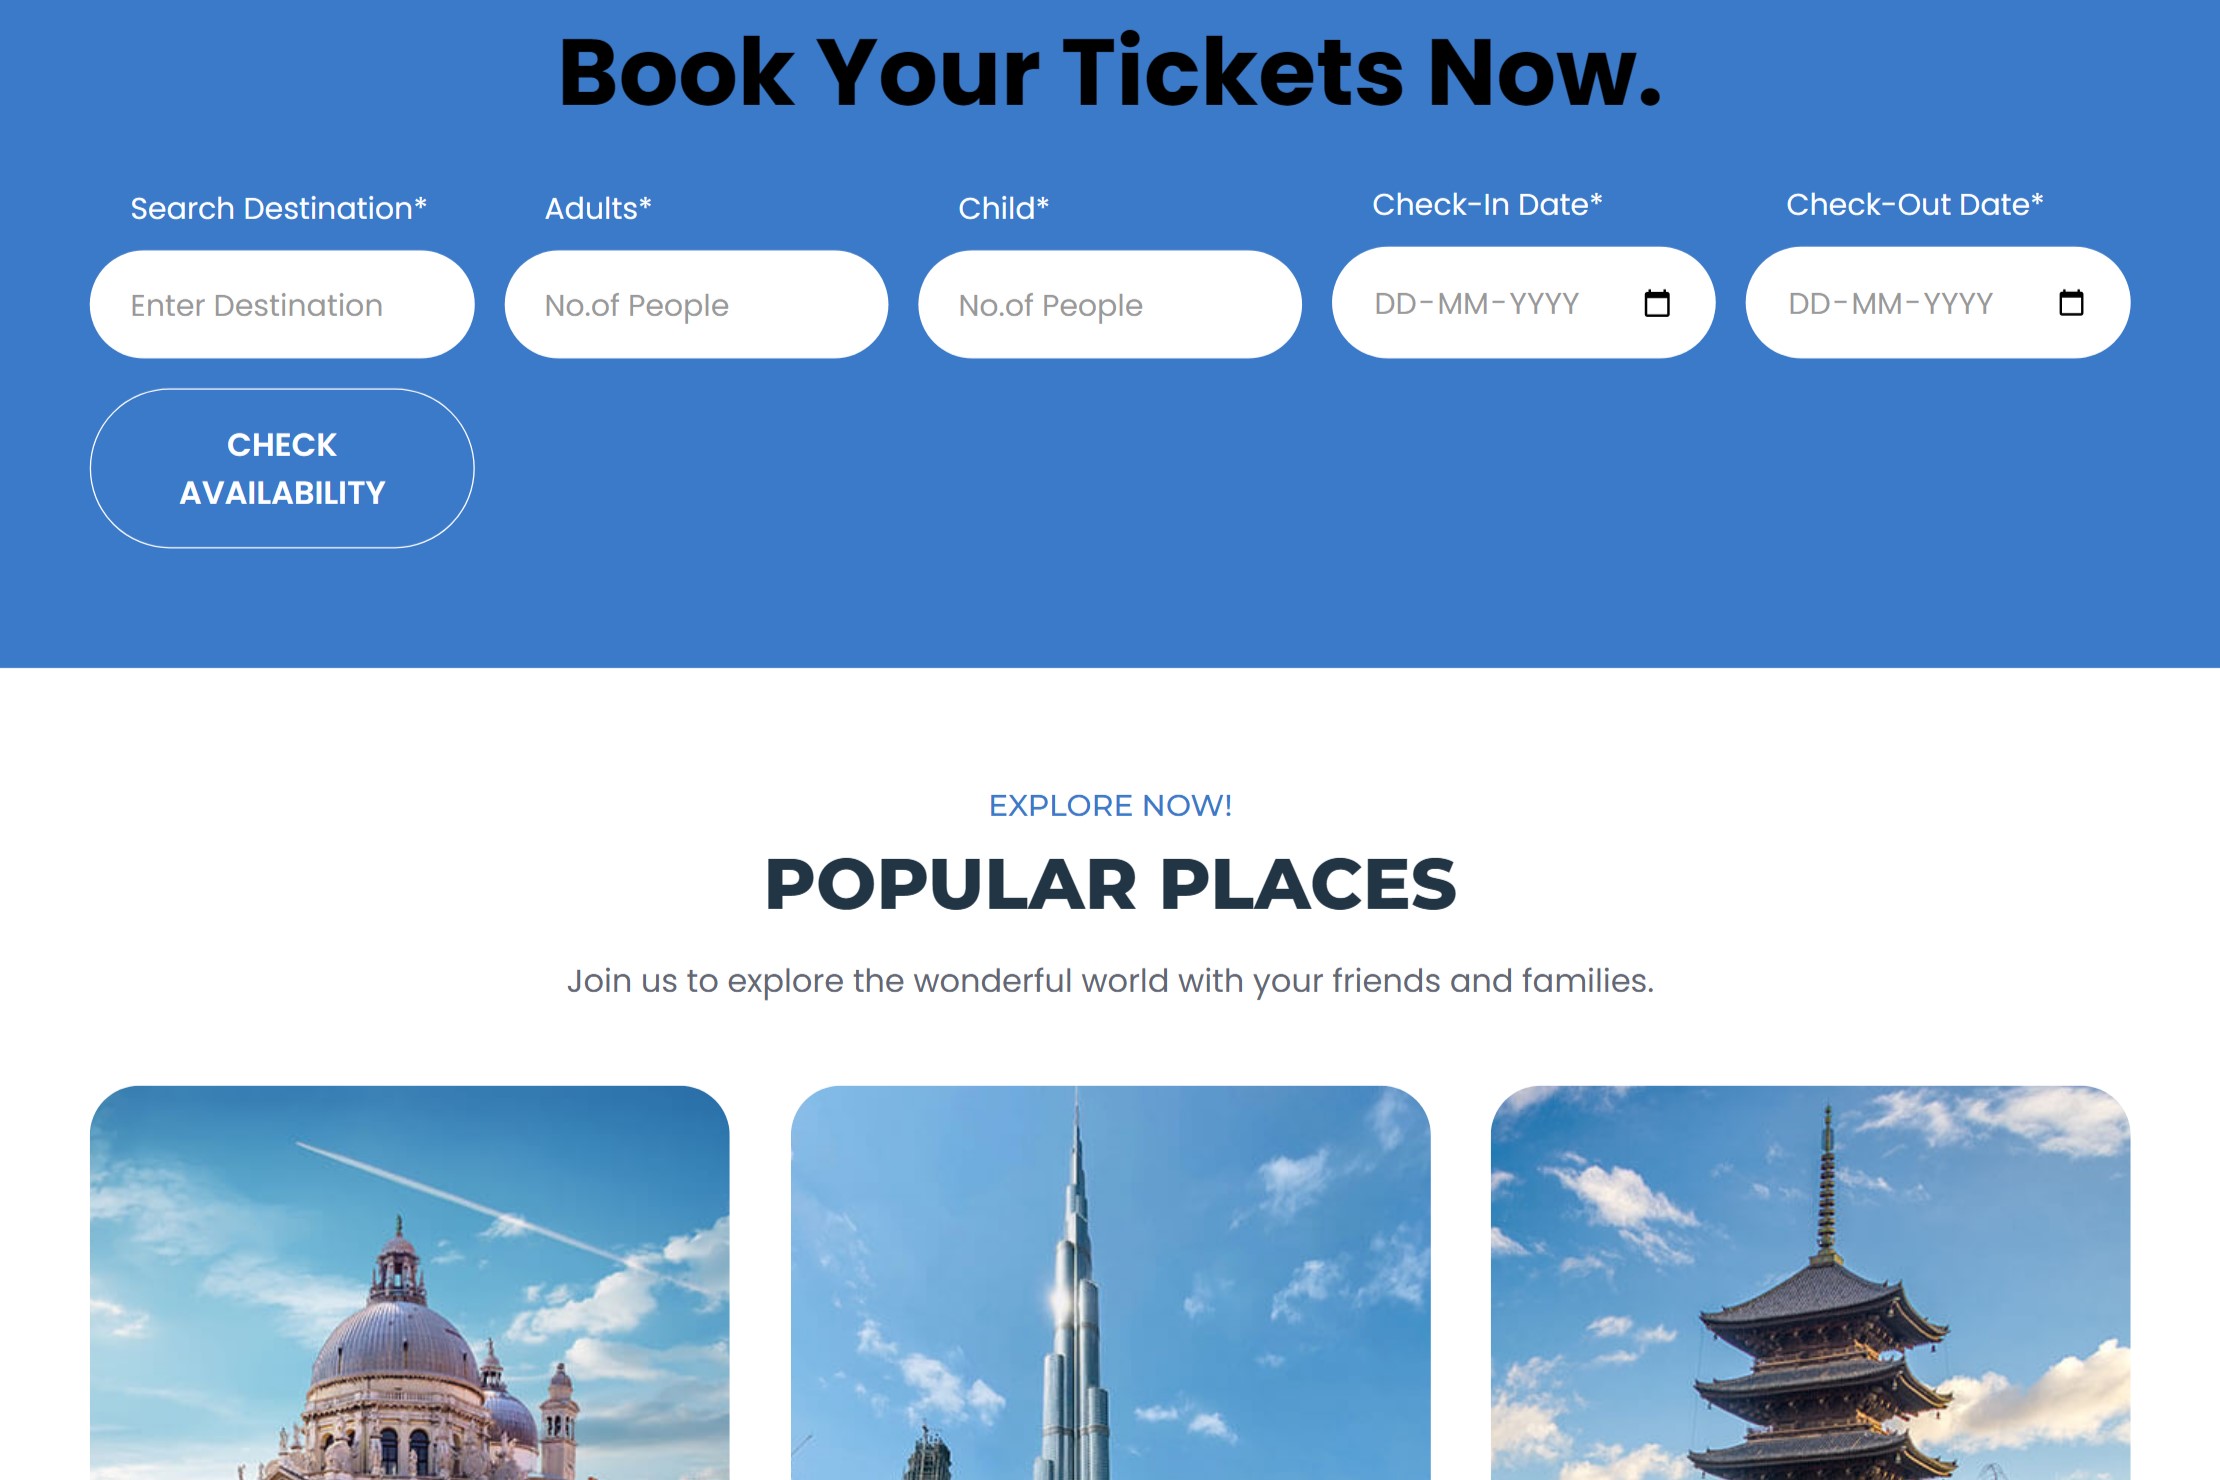 Book Your Tickets Now.
Search Destination*
Adults*
Child*
Check-In Date*
Check-Out Date*
Enter Destination
No.of People
No.of People
DD-MM-YYYY
DD-MM-YYYY
CHECK
AVAILABILITY
EXPLORE NOW!
POPULAR PLACES
Join us to explore the wonderful world with your friends and families.